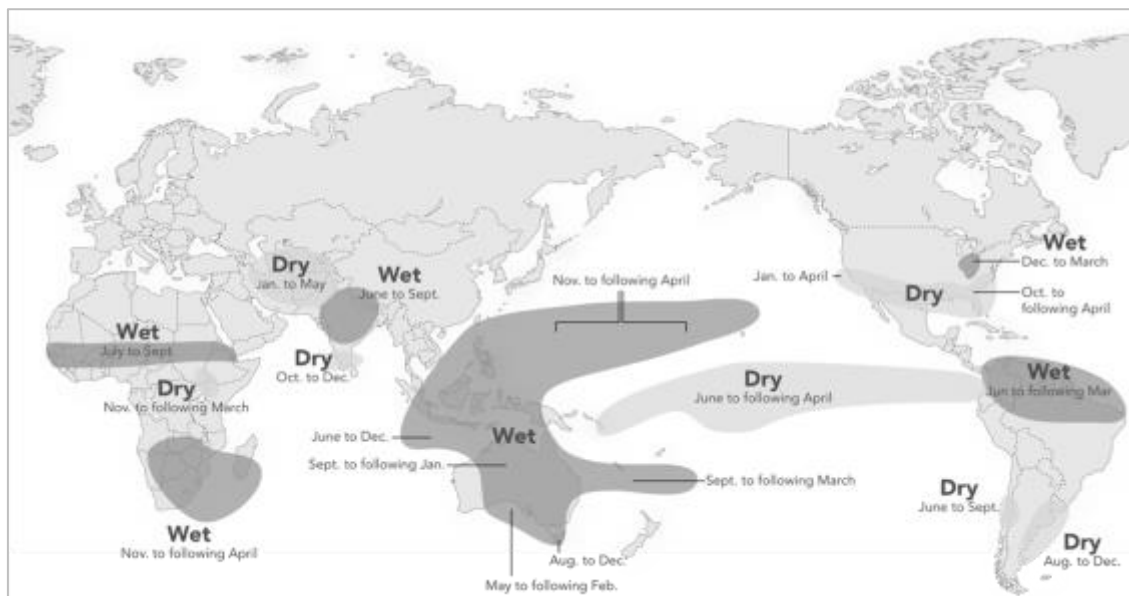 Wet
Dec. to March
Dry
Jan. to May
Wet
June to Sept.
Nov. to following April
Jan. to April
Dry
Oct. to
following April
Wet
July to Sept
Dry
Oct. to Dec.
Dry
Nov. to following March
Dry
June to following April
Wet
Jun to following Mar
June to Dec.
Wet
Sept. to following Jan.
Sept. to following March
Dry
June to Sept.
Wet
Nov. to following April
Dry
Aug. to Dec.
Aug. to Dec.
May to following Feb.